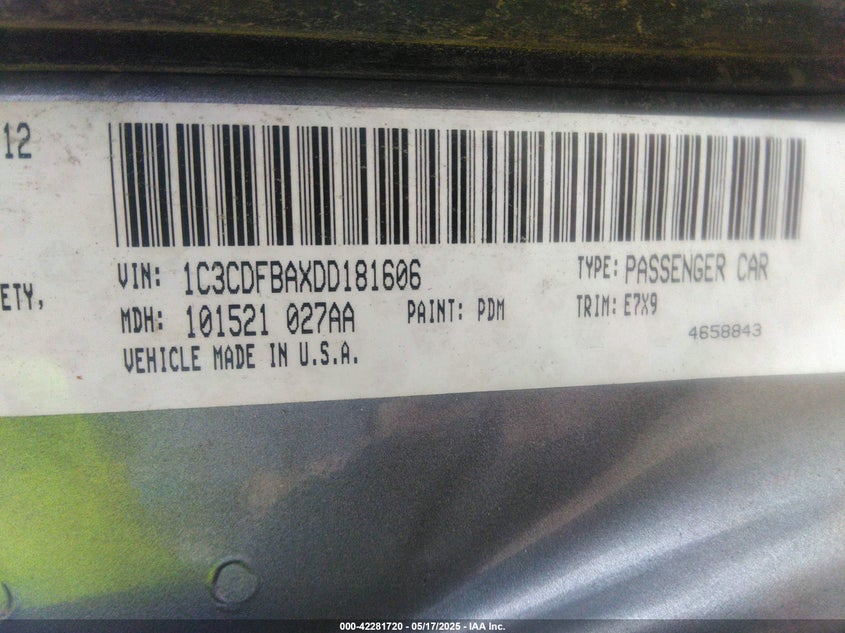 12
VIN: 1C3CDFBAXDD181606 TYPE: PASSENGER CAR
ETY,
MDH: 101521 027AA PAINT: PDM TRIM: E7X9
4658843
VEHICLE MADE IN U.S.A.
000-42281720 — 05/17/2025 — IAA Inc.